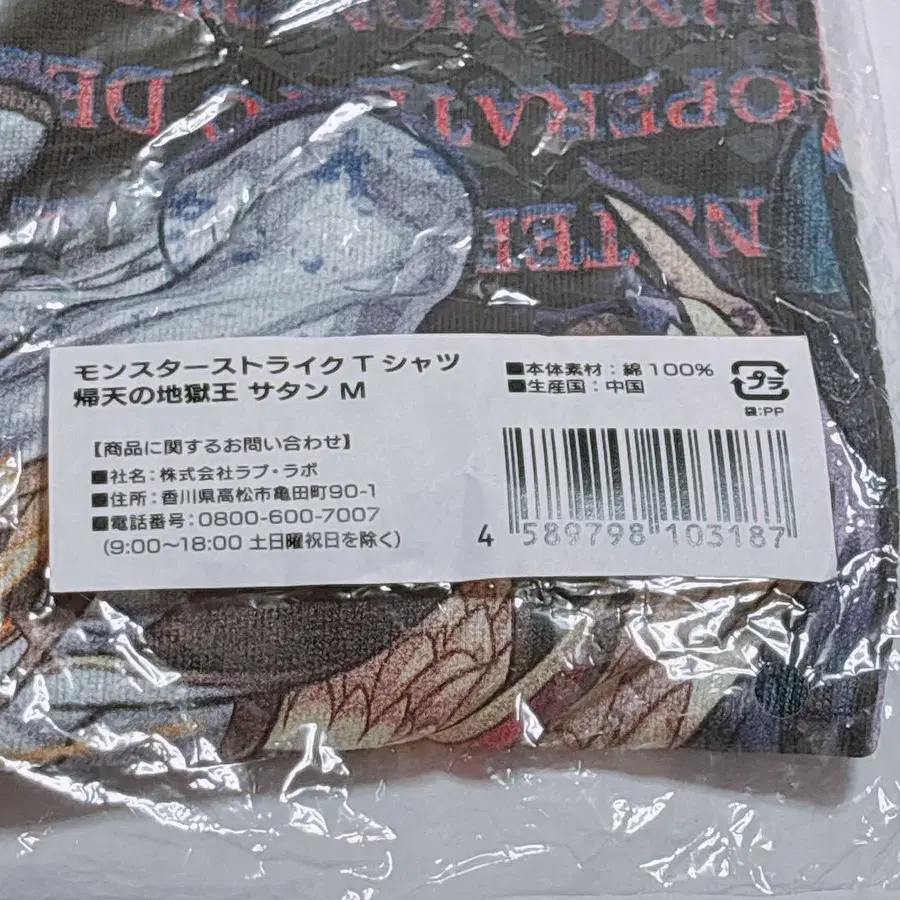 モンスターストライクTシャツ
帰天の地獄王 サタン M
【商品に関するお問い合わせ】
■社名：株式会社ラブ・ラボ
■住所：香川県高松市亀田町90-1
■電話番号：0800-600-7007
(9:00～18:00 土日曜祝日を除く)
■本体素材：綿100%
■生産国：中国
プラ
袋:PP
4 589798 103187